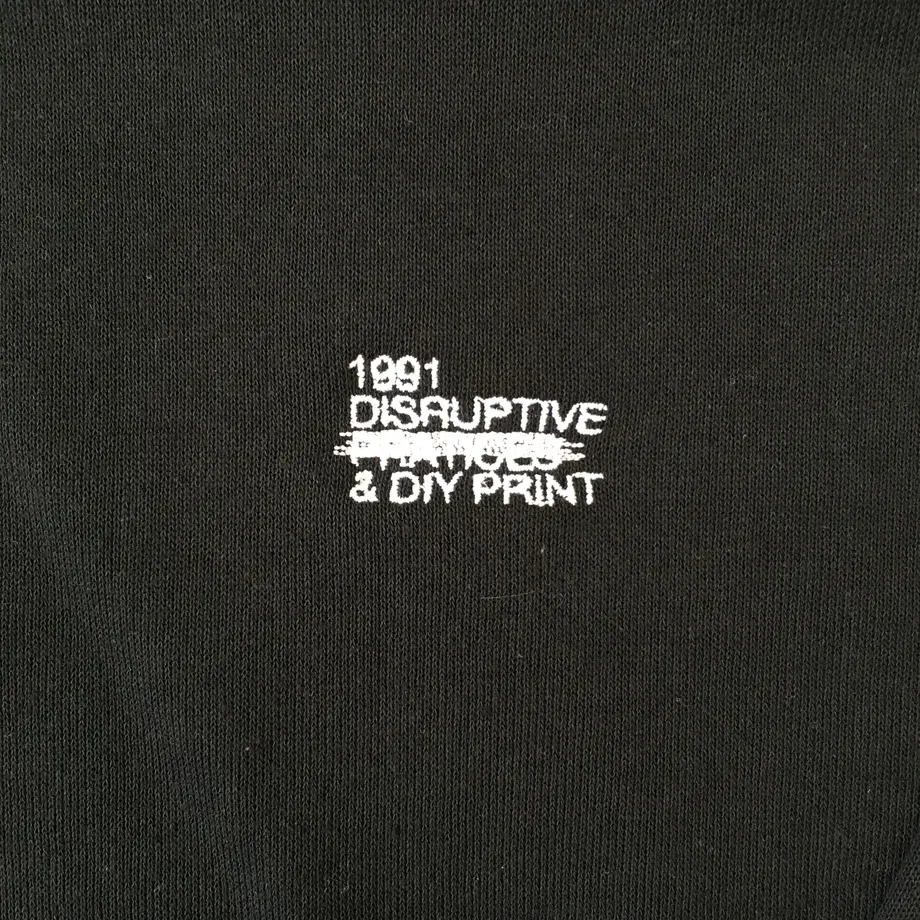 1991
DISRUPTIVE
& DIY PRINT